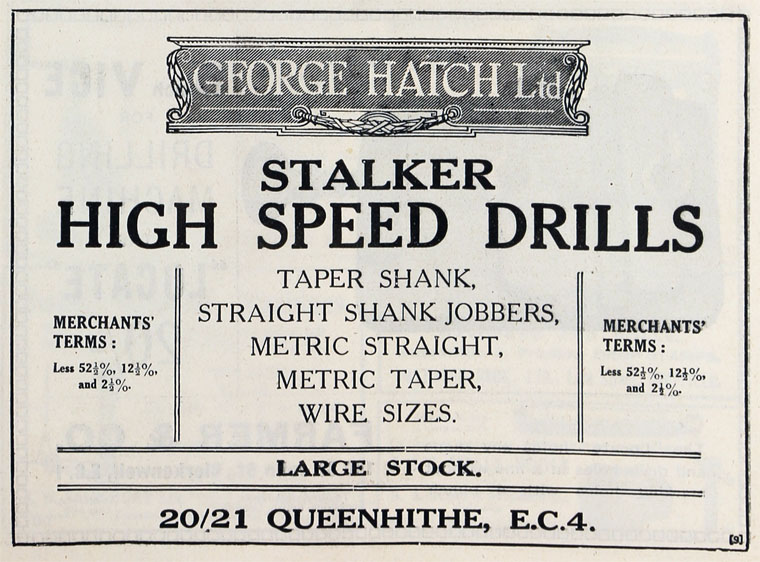 GEORGE HATCH Ltd
STALKER
HIGH SPEED DRILLS
MERCHANTS'
TERMS :
Less 52½%, 12½%,
and 2½%.
TAPER SHANK,
STRAIGHT SHANK JOBBERS,
METRIC STRAIGHT,
METRIC TAPER,
WIRE SIZES.
MERCHANTS'
TERMS :
Less 52½%, 12½%,
and 2½%.
LARGE STOCK.
20/21 QUEENHITHE, E.C.4.
[9]